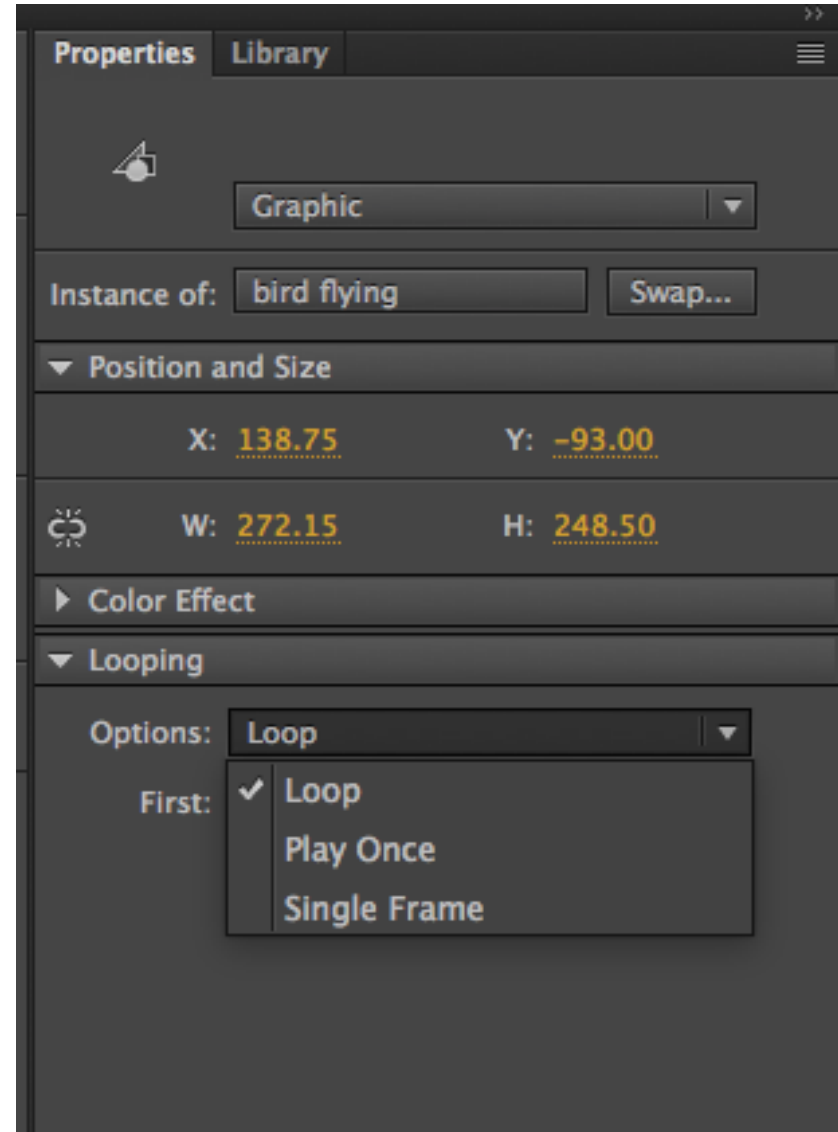 Properties Library
Graphic
Instance of: bird flying Swap...
Position and Size
X: 138.75 Y: -93.00
W: 272.15 H: 248.50
Color Effect
Looping
Options: Loop
First: Loop
Play Once
Single Frame